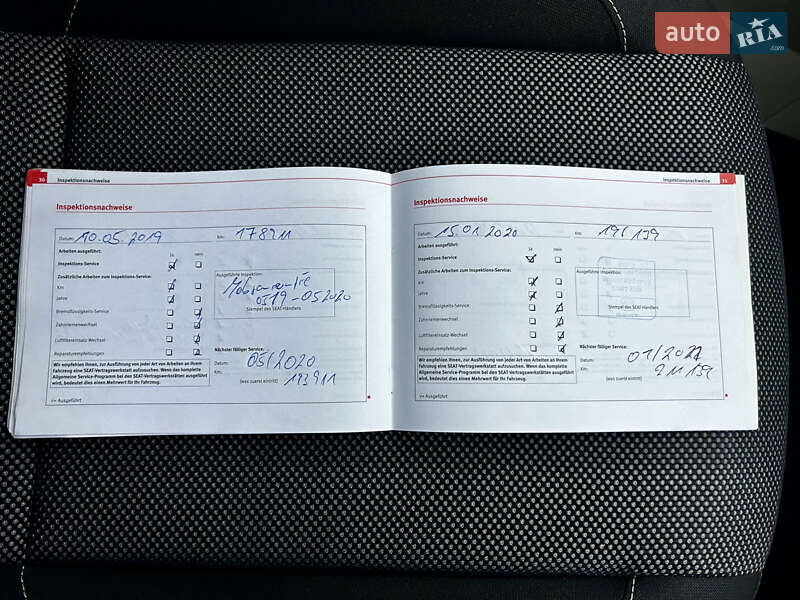 auto RIA .com
30 Inspektionsnachweise
Inspektionsnachweise
Datum: 10.05.2019 Km: 178911
Arbeiten ausgeführt: Ja nein
Inspektions-Service
Zusätzliche Arbeiten zum Inspektions-Service:
Ausgeführte Inspektion:
Km
Jahre
0519-052020
Bremsflüssigkeits-Service
Stempel des SEAT-Händlers
Zahnriemenwechsel
Luftfiltereinsatz-Wechsel
Reparaturempfehlungen
Nächster fälliger Service:
Datum: 05/2020
Km: 193911
(was zuerst eintritt)
Wir empfehlen Ihnen, zur Ausführung von jeder Art von Arbeiten an Ihrem
Fahrzeug eine SEAT-Vertragswerkstatt aufzusuchen. Wenn das komplette
Allgemeine Service-Programm bei den SEAT-Vertragswerkstätten ausgeführt
wird, bedeutet dies einen Mehrwert für Ihr Fahrzeug.
= Ausgeführt
Inspektionsnachweise 31
Inspektionsnachweise
Datum: 15.01.2020 Km: 196139
Arbeiten ausgeführt: Ja nein
Inspektions-Service
Zusätzliche Arbeiten zum Inspektions-Service:
Ausgeführte Inspektion:
Km
Jahre
Bremsflüssigkeits-Service
Stempel des SEAT-Händlers
Zahnriemenwechsel
Luftfiltereinsatz-Wechsel
Reparaturempfehlungen
Nächster fälliger Service:
Datum:
Km:
(was zuerst eintritt)
Wir empfehlen Ihnen, zur Ausführung von jeder Art von Arbeiten an Ihrem
Fahrzeug eine SEAT-Vertragswerkstatt aufzusuchen. Wenn das komplette
Allgemeine Service-Programm bei den SEAT-Vertragswerkstätten ausgeführt
wird, bedeutet dies einen Mehrwert für Ihr Fahrzeug.
= Ausgeführt